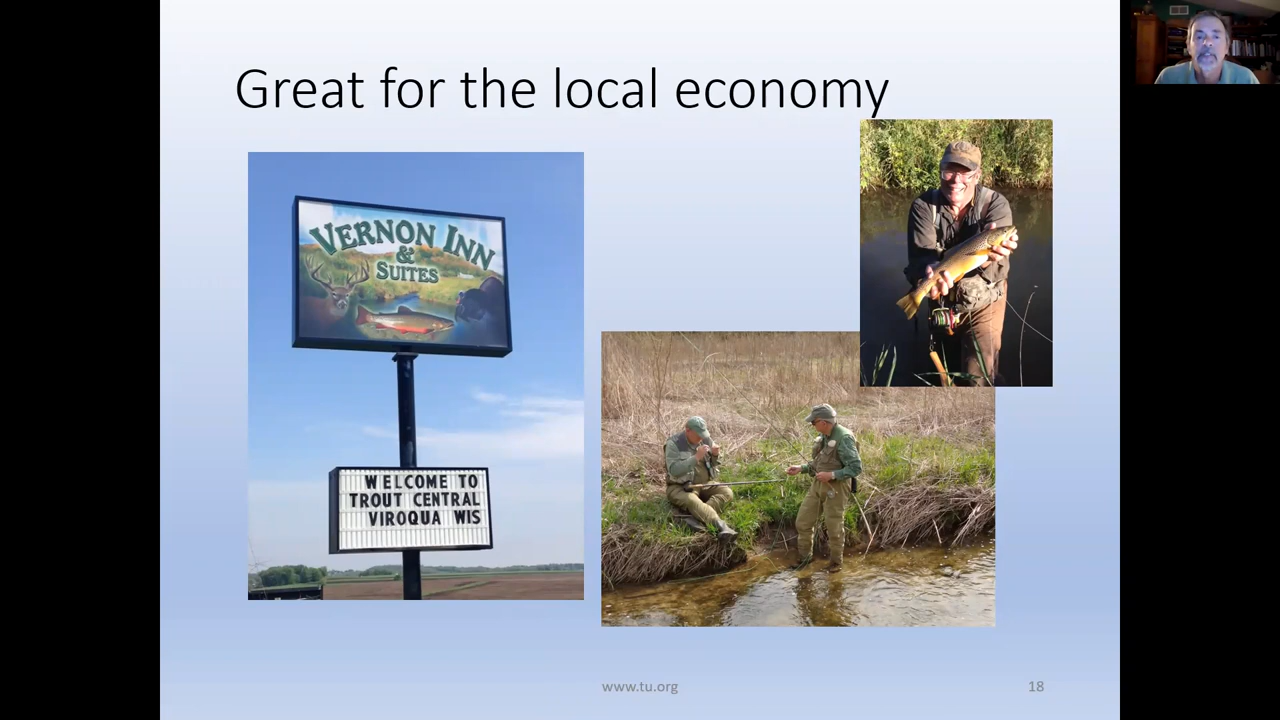 Great for the local economy
VERNON INN
&
SUITES
WELCOME TO
TROUT CENTRAL
VIROQUA WIS
www.tu.org
18